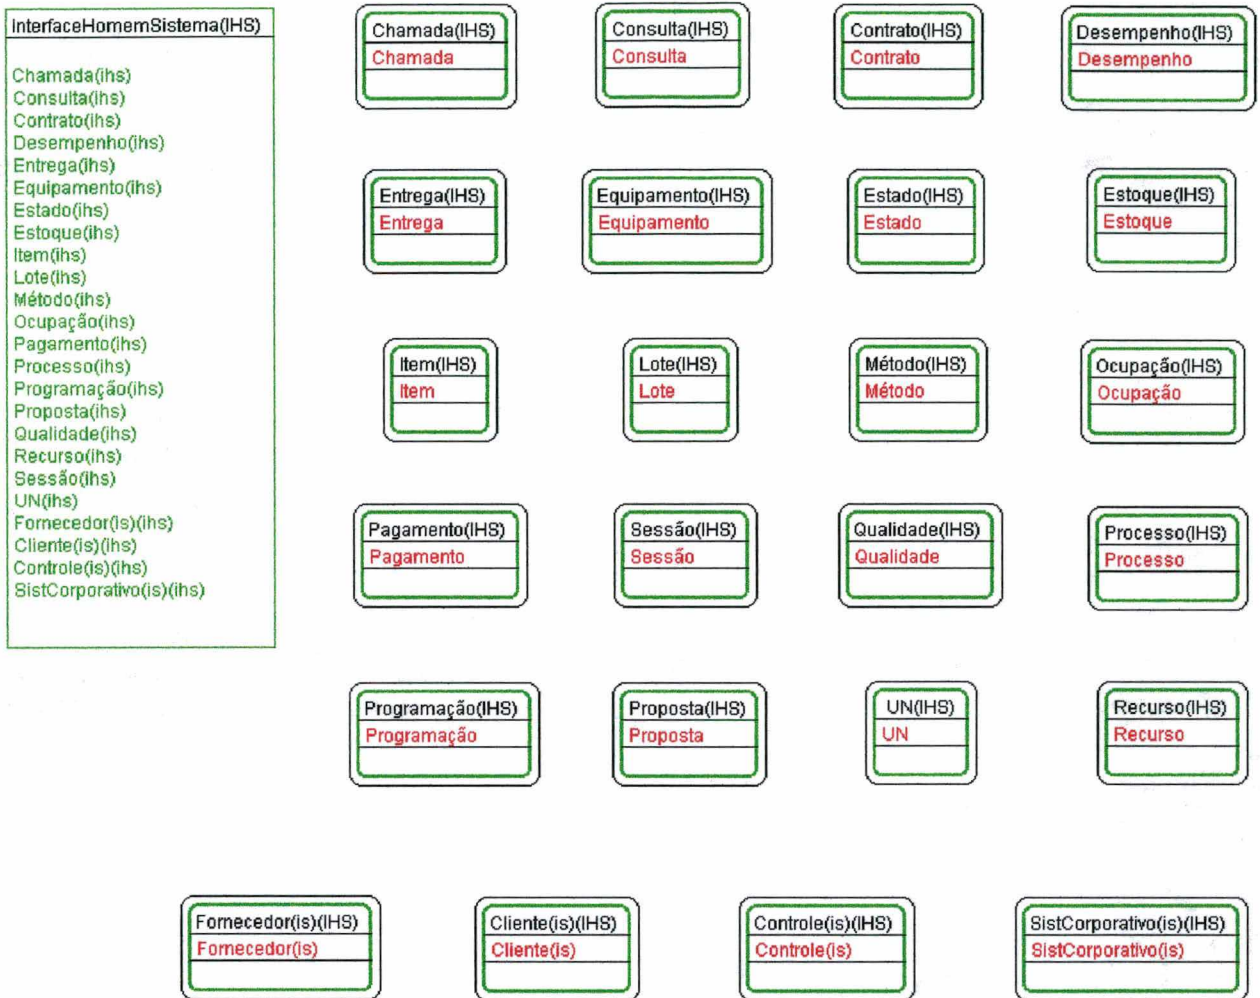 InterfaceHomemSistema(IHS)
Chamada(ihs)
Consulta(ihs)
Contrato(ihs)
Desempenho(ihs)
Entrega(ihs)
Equipamento(ihs)
Estado(ihs)
Estoque(ihs)
Item(ihs)
Lote(ihs)
Método(ihs)
Ocupação(ihs)
Pagamento(ihs)
Processo(ihs)
Programação(ihs)
Proposta(ihs)
Qualidade(ihs)
Recurso(ihs)
Sessão(ihs)
UN(ihs)
Fornecedor(is)(ihs)
Cliente(is)(ihs)
Controle(is)(ihs)
SistCorporativo(is)(ihs)
Chamada(IHS)
Chamada
Consulta(IHS)
Consulta
Contrato(IHS)
Contrato
Desempenho(IHS)
Desempenho
Entrega(IHS)
Entrega
Equipamento(IHS)
Equipamento
Estado(IHS)
Estado
Estoque(IHS)
Estoque
Item(IHS)
Item
Lote(IHS)
Lote
Método(IHS)
Método
Ocupação(IHS)
Ocupação
Pagamento(IHS)
Pagamento
Sessão(IHS)
Sessão
Qualidade(IHS)
Qualidade
Processo(IHS)
Processo
Programação(IHS)
Programação
Proposta(IHS)
Proposta
UN(IHS)
UN
Recurso(IHS)
Recurso
Fornecedor(is)(IHS)
Fornecedor(is)
Cliente(is)(IHS)
Cliente(is)
Controle(is)(IHS)
Controle(is)
SistCorporativo(is)(IHS)
SistCorporativo(is)